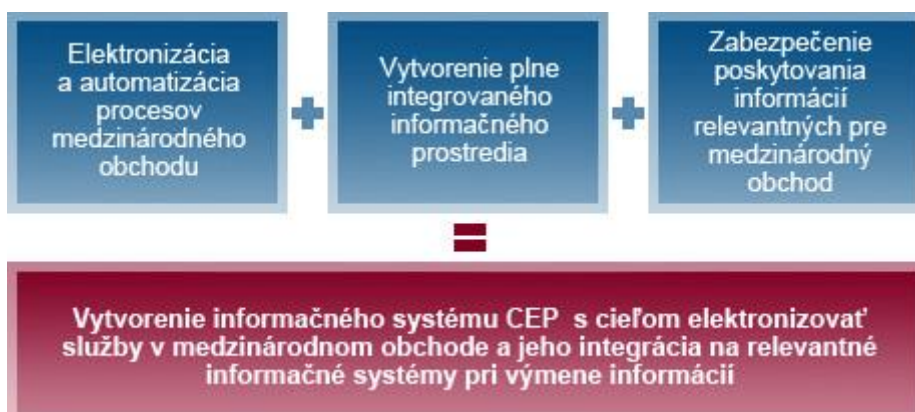 Elektronizácia
a automatizácia
procesov
medzinárodného
obchodu
+
Vytvorenie plne
integrovaného
informačného
prostredia
+
Zabezpečenie
poskytovania
informácií
relevantných pre
medzinárodný
obchod
=
Vytvorenie informačného systému CEP s cieľom elektronizovať
služby v medzinárodnom obchode a jeho integrácia na relevantné
informačné systémy pri výmene informácií